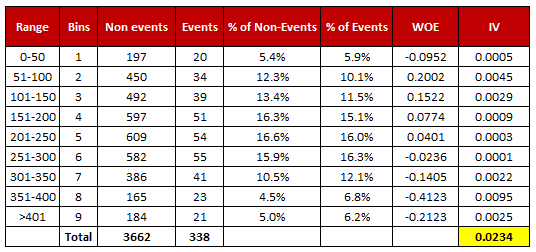 Range Bins Non events Events % of Non-Events % of Events WOE IV
0-50 1 197 20 5.4% 5.9% -0.0952 0.0005
51-100 2 450 34 12.3% 10.1% 0.2002 0.0045
101-150 3 492 39 13.4% 11.5% 0.1522 0.0029
151-200 4 597 51 16.3% 15.1% 0.0774 0.0009
201-250 5 609 54 16.6% 16.0% 0.0401 0.0003
251-300 6 582 55 15.9% 16.3% -0.0236 0.0001
301-350 7 386 41 10.5% 12.1% -0.1405 0.0022
351-400 8 165 23 4.5% 6.8% -0.4123 0.0095
>401 9 184 21 5.0% 6.2% -0.2123 0.0025
Total 3662 338 0.0234